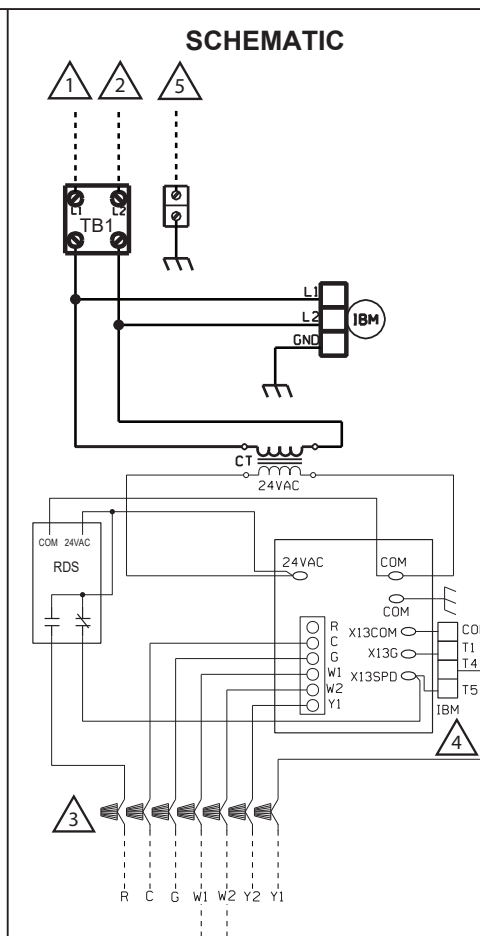 SCHEMATIC
1 2 5
L1 L2
TB1
L1
L2 IBM
GND
CT
24VAC
COM 24VAC
RDS
24VAC COM
COM
R
C
G
W1
W2
Y1
X13COM
X13G
X13SPD
T1
T4
T5
IBM
4
3
R C G W1 W2 Y2 Y1